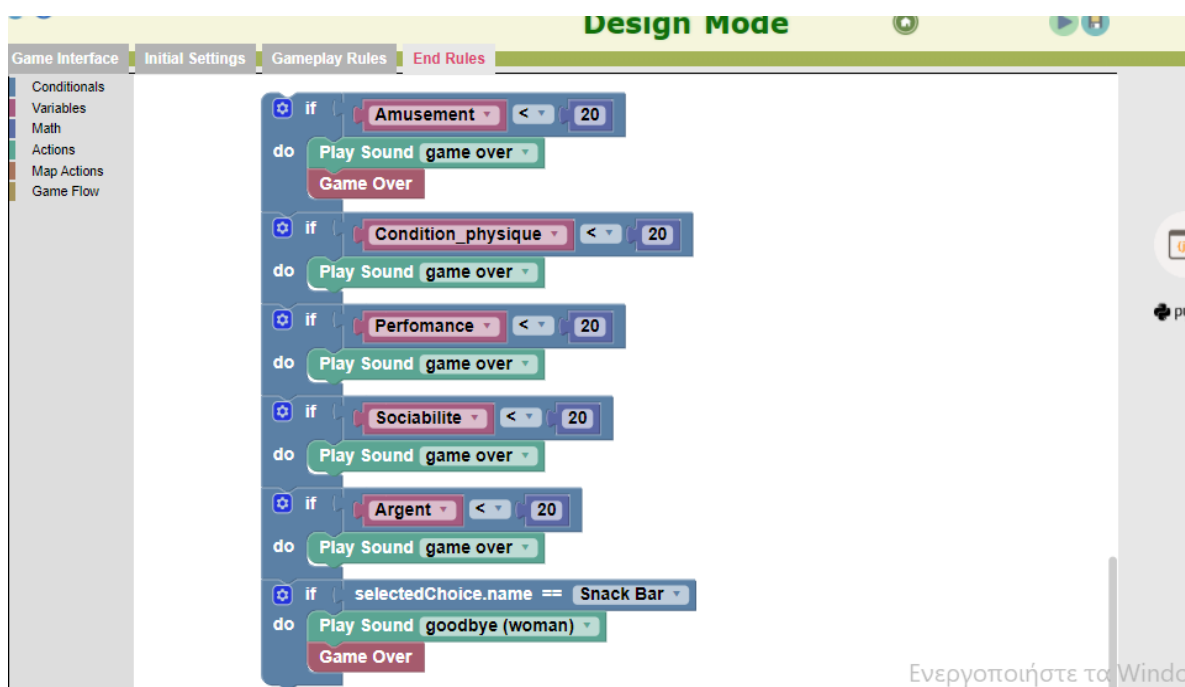 Design Mode
Game Interface Initial Settings Gameplay Rules End Rules
Conditionals
Variables
Math
Actions
Map Actions
Game Flow
if Amusement < 20
do Play Sound game over
Game Over
if Condition_physique < 20
do Play Sound game over
if Perfomance < 20
do Play Sound game over
if Sociabilite < 20
do Play Sound game over
if Argent < 20
do Play Sound game over
if selectedChoice.name == Snack Bar
do Play Sound goodbye (woman)
Game Over
Ενεργοποιήστε τα